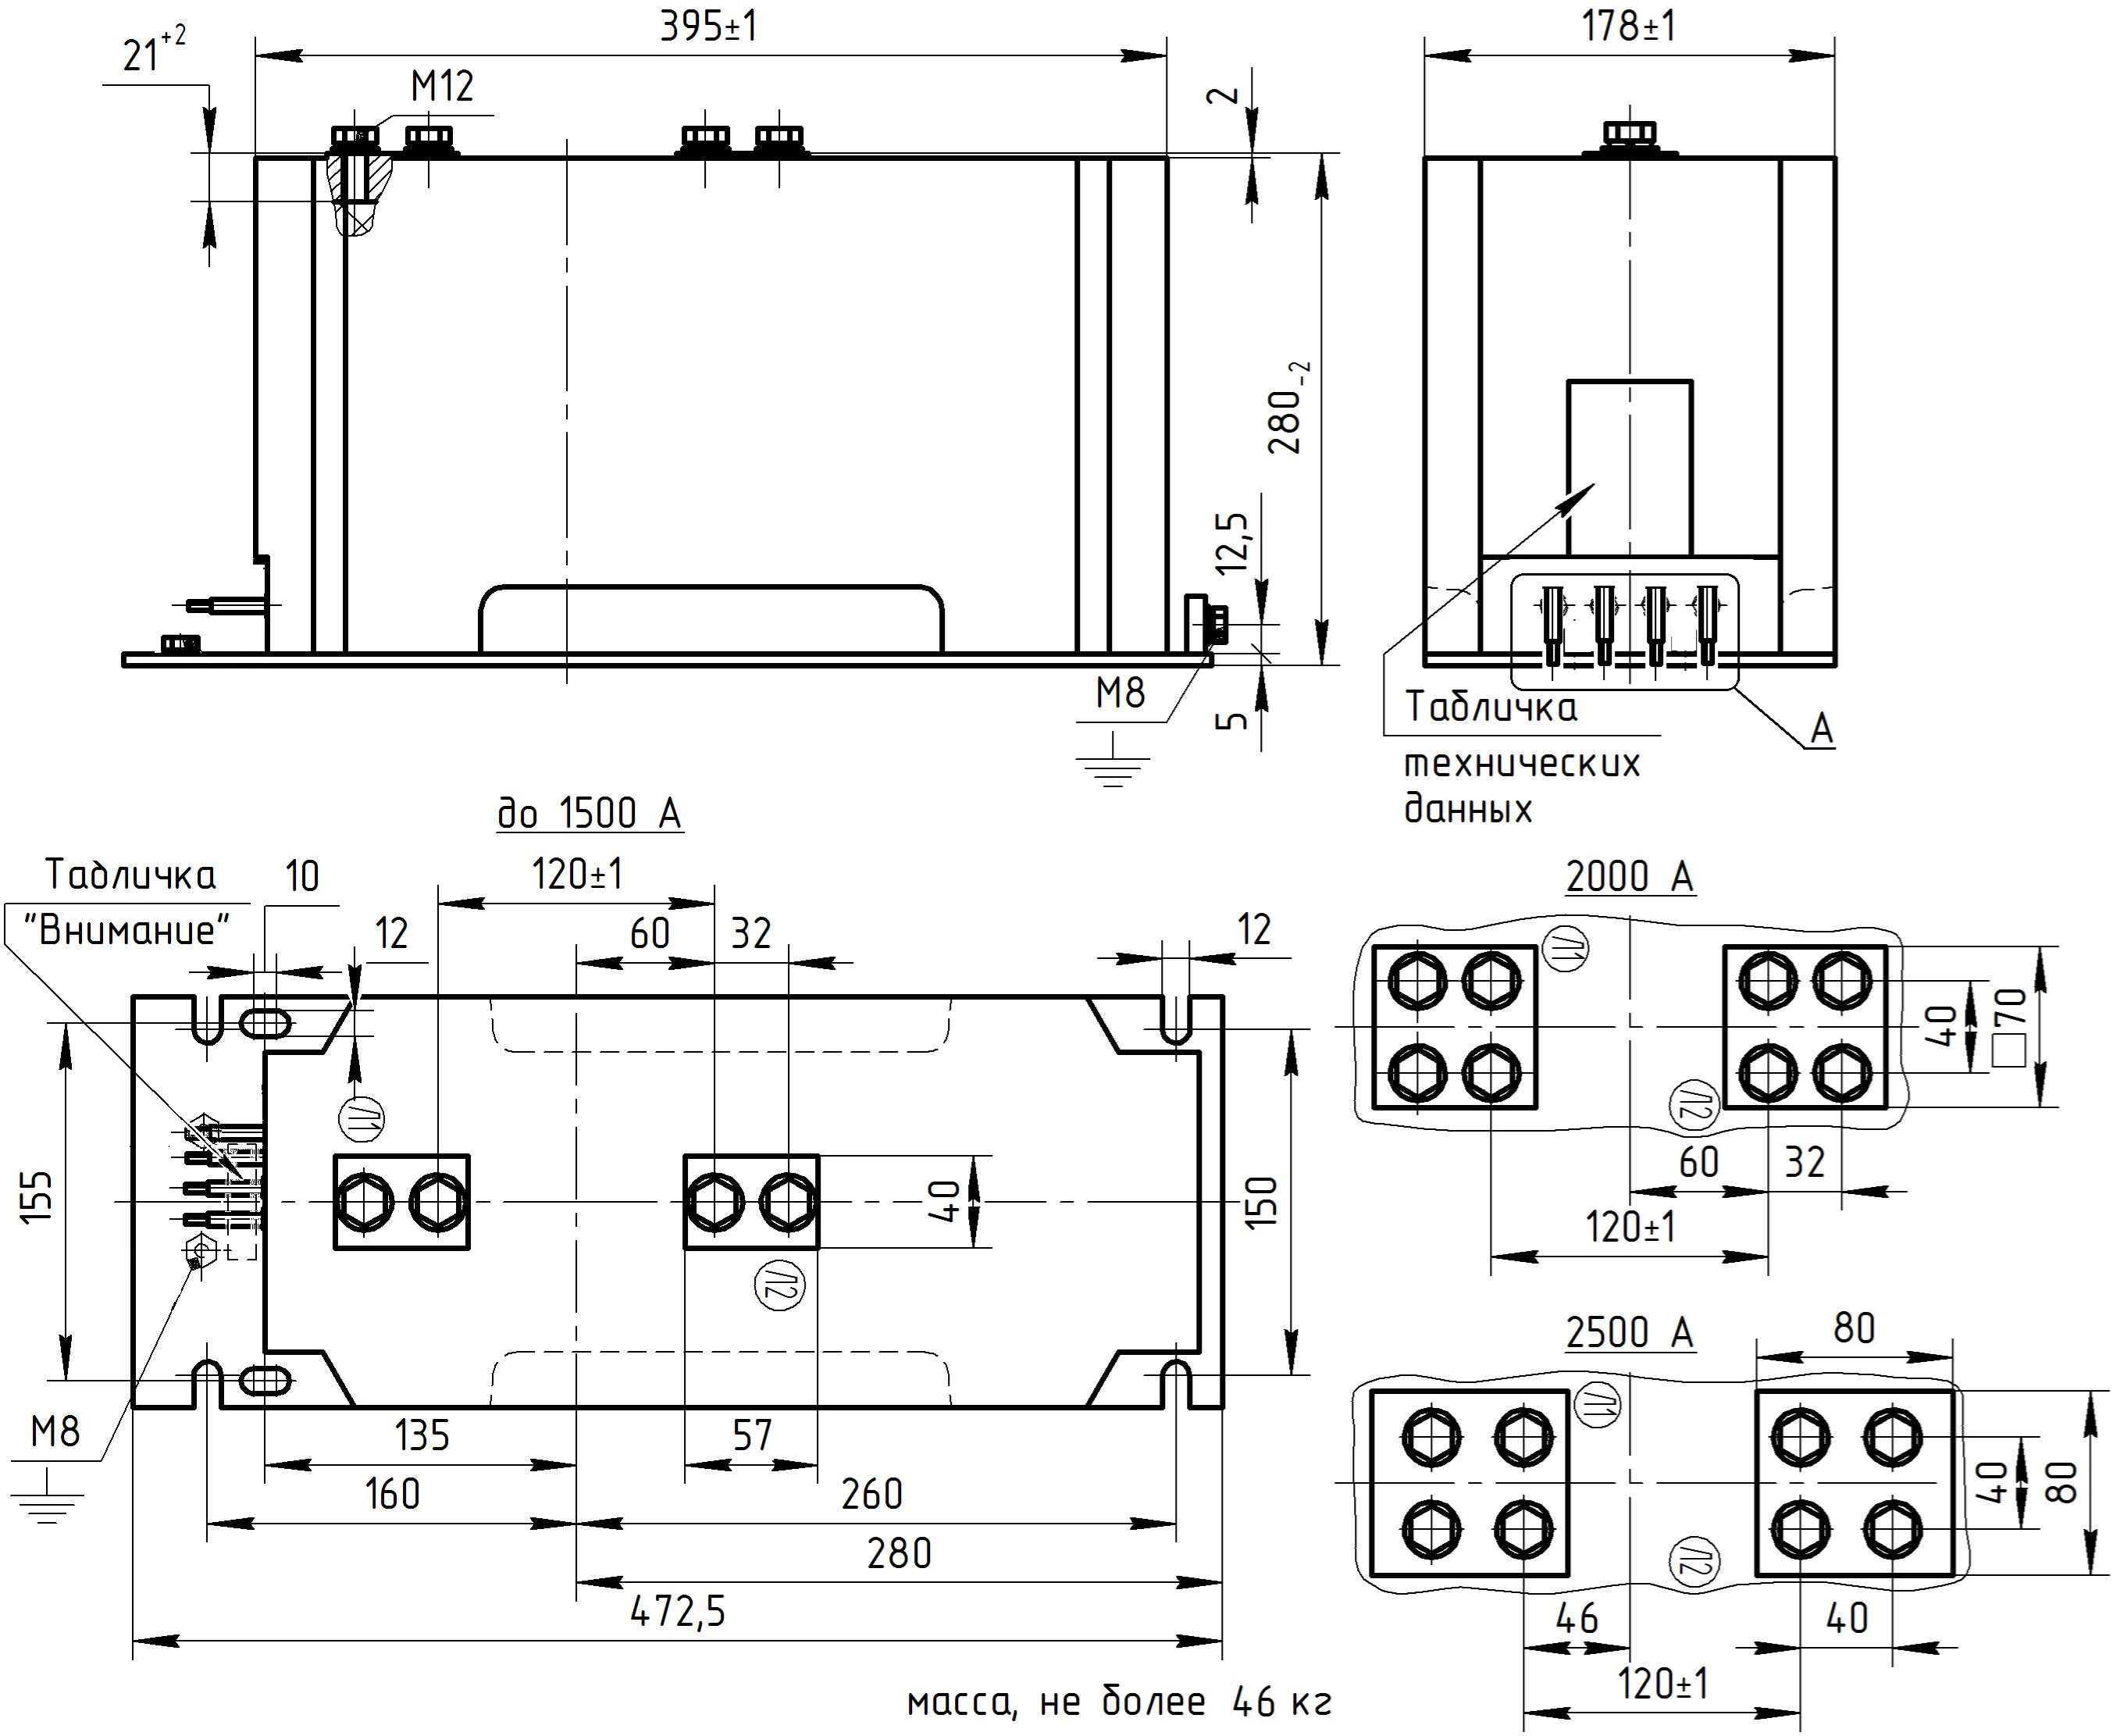 395±1
178±1
21+2
M12
2
280-2
12,5
M8
5
Табличка
технических
данных
А
до 1500 А
Табличка
"Внимание"
10
12
120±1
60
32
12
2000 А
Л1
Л2
155
40
150
Л1
Л2
40
□70
60
32
120±1
2500 А
80
Л1
Л2
40
80
M8
135
57
160
260
280
472,5
46
40
120±1
масса, не более 46 кг